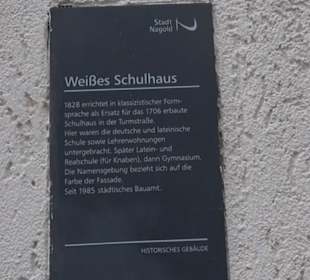 Stadt
Nagold
Weißes Schulhaus
1828 errichtet in klassizistischer Form-
sprache als Ersatz für das 1706 erbaute
Schulhaus in der Turmstraße.
Hier waren die deutsche und lateinische
Schule sowie Lehrerwohnungen
untergebracht. Später Latein- und
Realschule (für Knaben), dann Gymnasium.
Die Namensgebung bezieht sich auf die
Farbe der Fassade.
Seit 1985 städtisches Bauamt.
HISTORISCHES GEBÄUDE